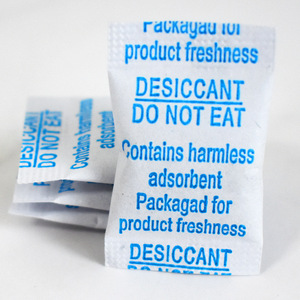 Packagad for
product freshness
DESICCANT
DO NOT EAT
Contains harmless
adsorbent
Packagad for
product freshness
DESICCANT
DO NOT EAT
DESICCANT
DO NOT EAT
Contains harmless
adsorbent